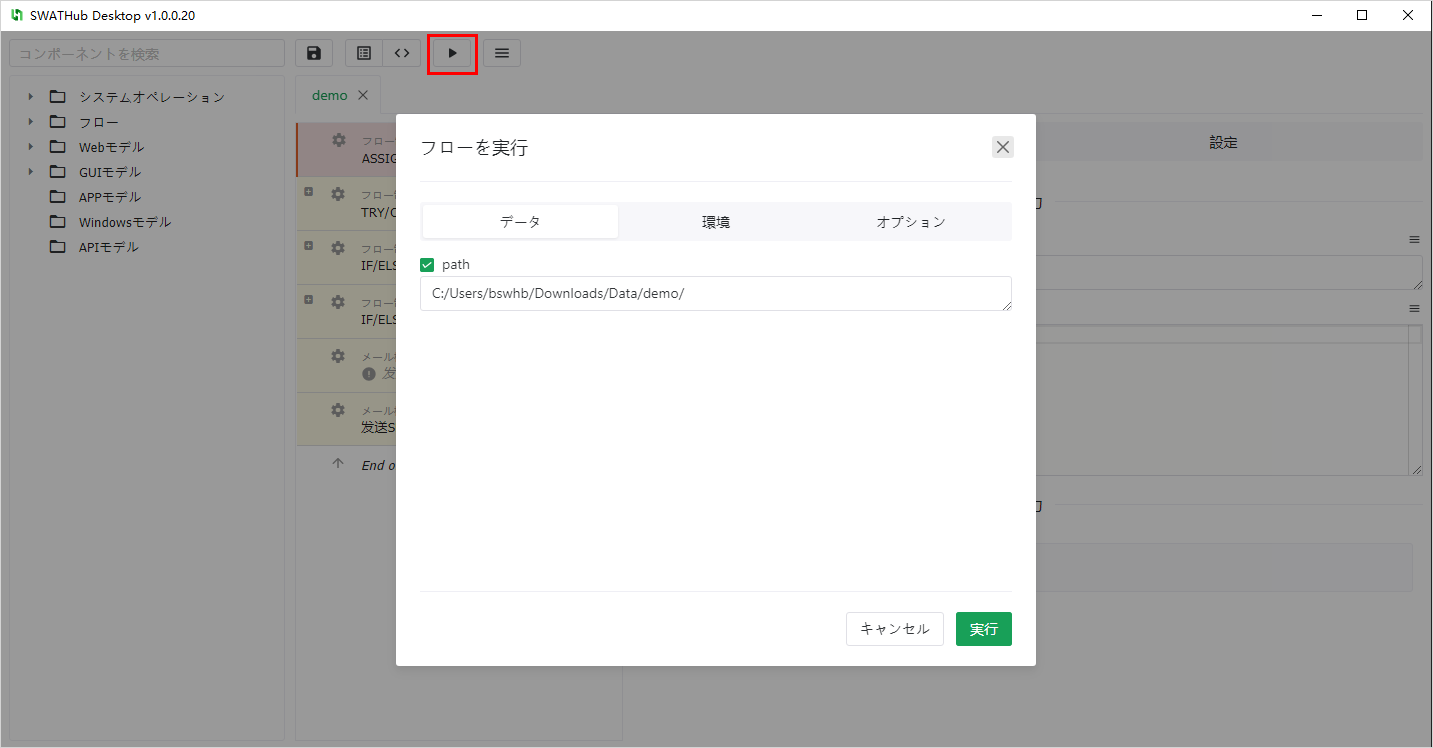 SWATHub Desktop v1.0.0.20
コンポーネントを検索
システムオペレーション
フロー
Webモデル
GUIモデル
APPモデル
Windowsモデル
APIモデル
demo
フロー
ASSIG
フロー
TRY/C
フロー
IF/ELS
フロー
IF/ELS
メール
发
メール
发送S
End o
設定
フローを実行
データ
環境
オプション
path
C:/Users/bswhb/Downloads/Data/demo/
キャンセル
実行